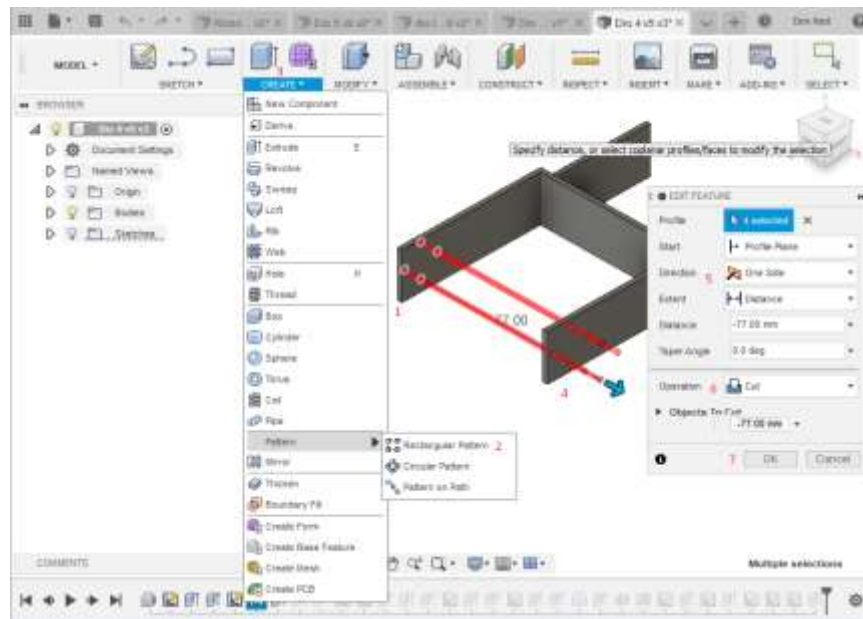 MODEL
SKETCH
CREATE
MODIFY
ASSEMBLE
CONSTRUCT
INSPECT
INSERT
MAKE
ADD-INS
SELECT
BROWSER
Document Settings
Named Views
Origin
Bodies
Sketches
3
New Component
Derive
Extrude E
Revolve
Sweep
Loft
Rib
Web
Hole H
Thread
Box
Cylinder
Sphere
Torus
Coil
Pipe
Pattern
Mirror
Thicken
Boundary Fill
Create Form
Create Base Feature
Create Mesh
Create PCB
Rectangular Pattern 2
Circular Pattern
Pattern on Path
Specify distance, or select coplanar profiles/faces to modify the selection
1
77.00
4
EDIT FEATURE
Profile 4 selected
Start Profile Plane
Direction 5 One Side
Extent Distance
Distance -77.00 mm
Taper Angle 0.0 deg
Operation 6 Cut
Objects To Cut
-77.00 mm
7 OK Cancel
COMMENTS
Multiple selections